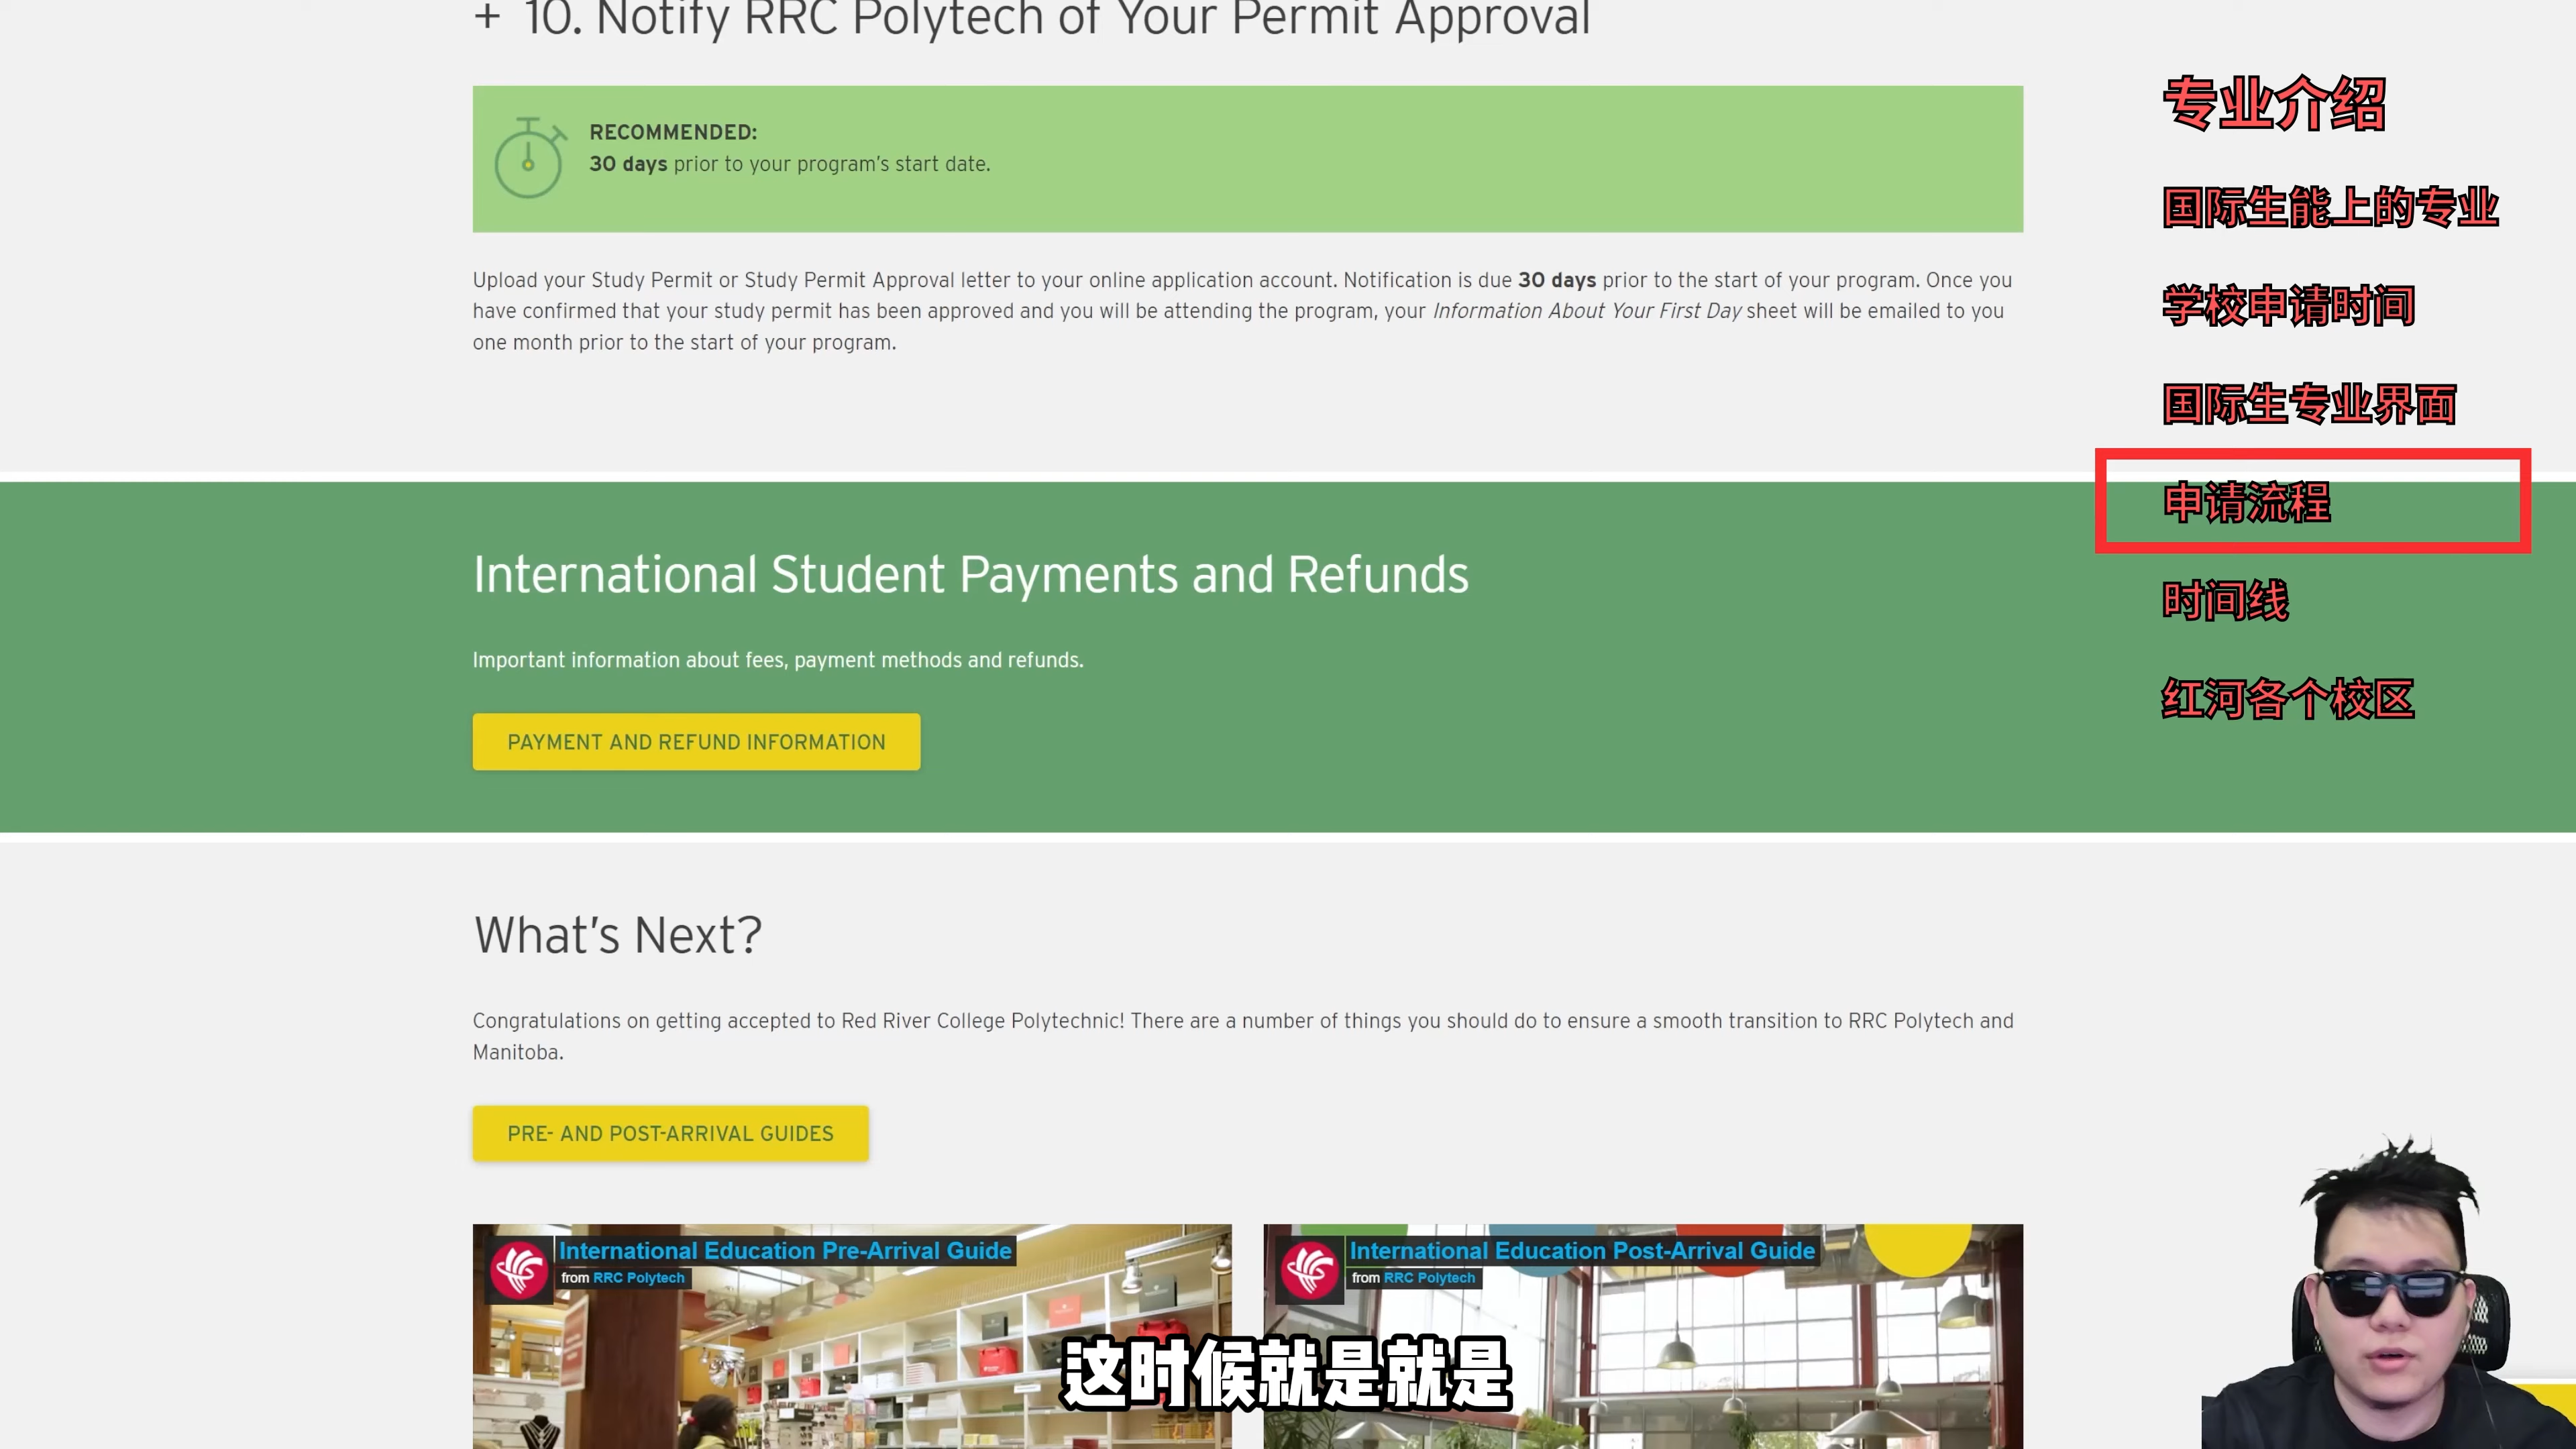 + 10. Notify RRC Polytech of Your Permit Approval
RECOMMENDED:
30 days prior to your program's start date.
Upload your Study Permit or Study Permit Approval letter to your online application account. Notification is due 30 days prior to the start of your program. Once you
have confirmed that your study permit has been approved and you will be attending the program, your Information About Your First Day sheet will be emailed to you
one month prior to the start of your program.
International Student Payments and Refunds
Important information about fees, payment methods and refunds.
PAYMENT AND REFUND INFORMATION
What's Next?
Congratulations on getting accepted to Red River College Polytechnic! There are a number of things you should do to ensure a smooth transition to RRC Polytech and
Manitoba.
PRE- AND POST-ARRIVAL GUIDES
International Education Pre-Arrival Guide
from RRC Polytech
International Education Post-Arrival Guide
from RRC Polytech
专业介绍
国际生能上的专业
学校申请时间
国际生专业界面
申请流程
时间线
红河各个校区
这时候就是就是